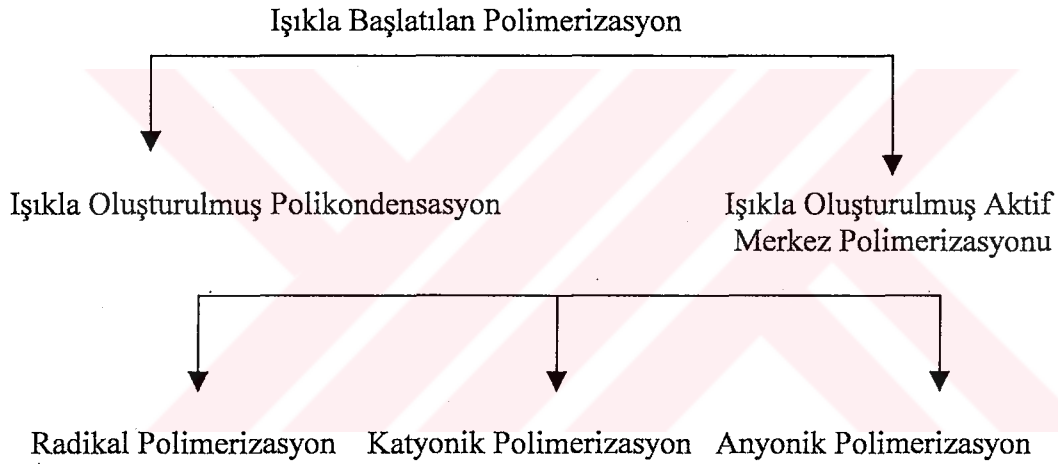 Işıkla Başlatılan Polimerizasyon
Işıkla Oluşturulmuş Polikondensasyon
Işıkla Oluşturulmuş Aktif
Merkez Polimerizasyonu
Radikal Polimerizasyon Katyonik Polimerizasyon Anyonik Polimerizasyon